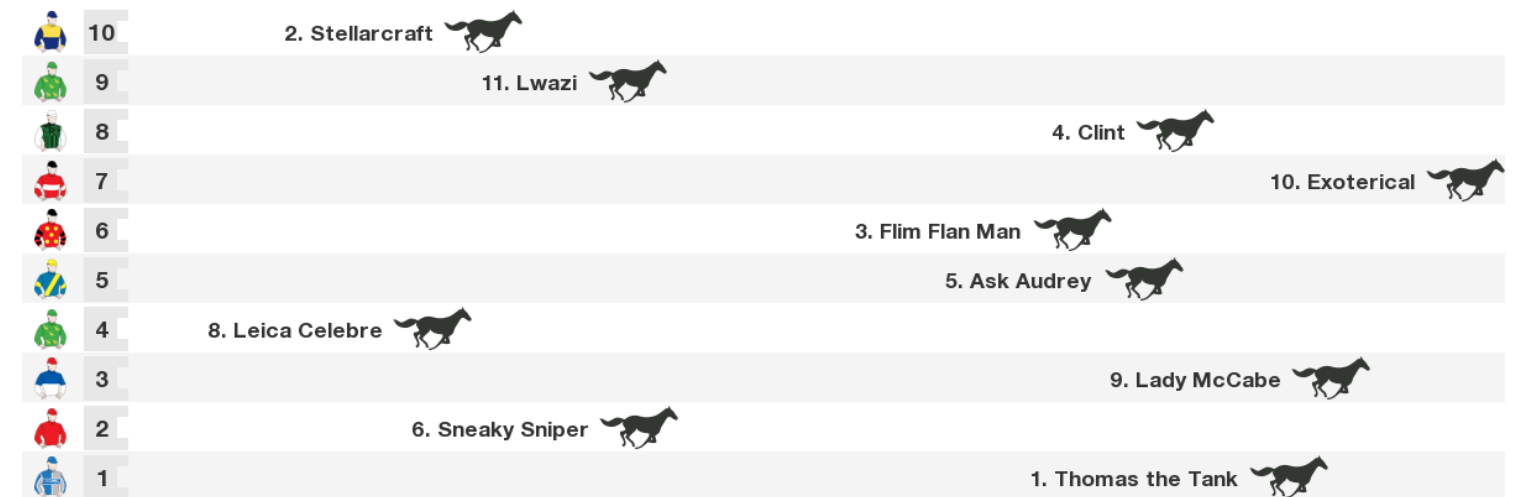 10 2. Stellarcraft
9 11. Lwazi
8 4. Clint
7 10. Exoterical
6 3. Flim Flan Man
5 5. Ask Audrey
4 8. Leica Celebre
3 9. Lady McCabe
2 6. Sneaky Sniper
1 1. Thomas the Tank